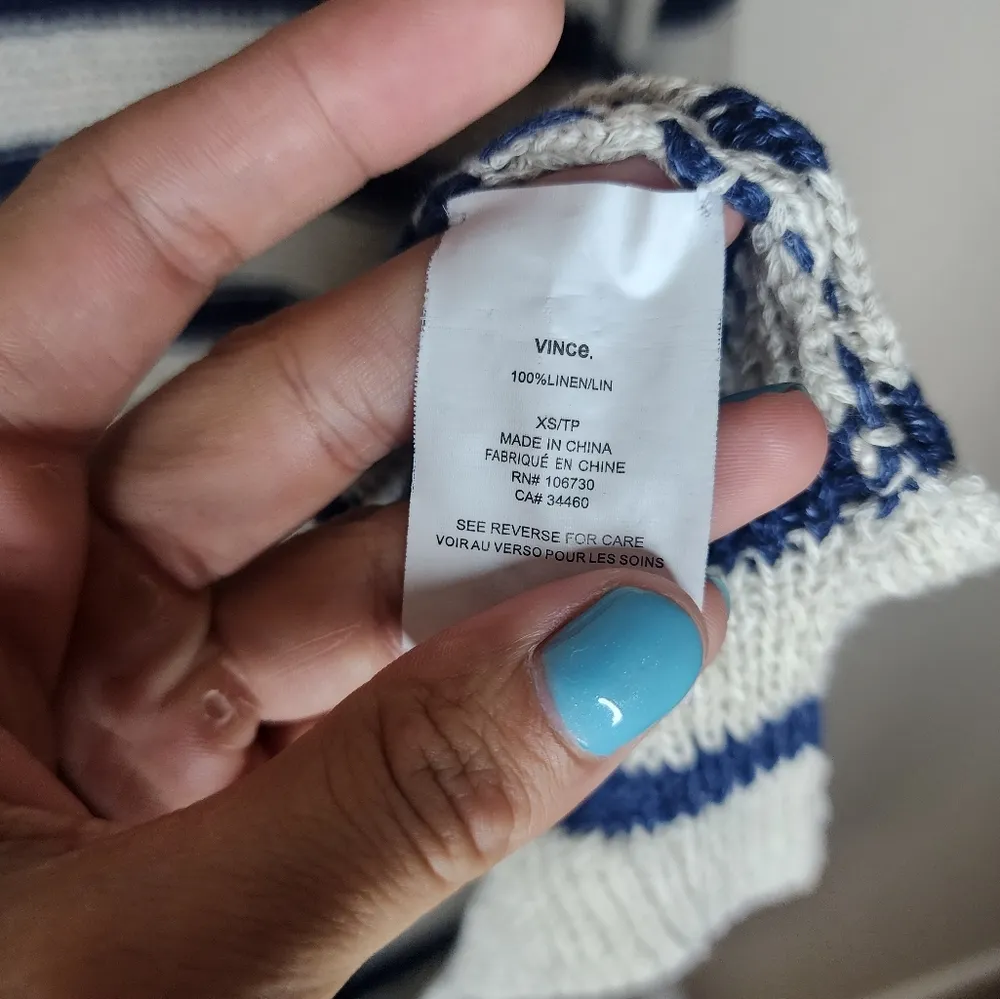 VINCe.
100%LINEN/LIN
XS/TP
MADE IN CHINA
FABRIQUÉ EN CHINE
RN# 106730
CA# 34460
SEE REVERSE FOR CARE
VOIR AU VERSO POUR LES SOINS